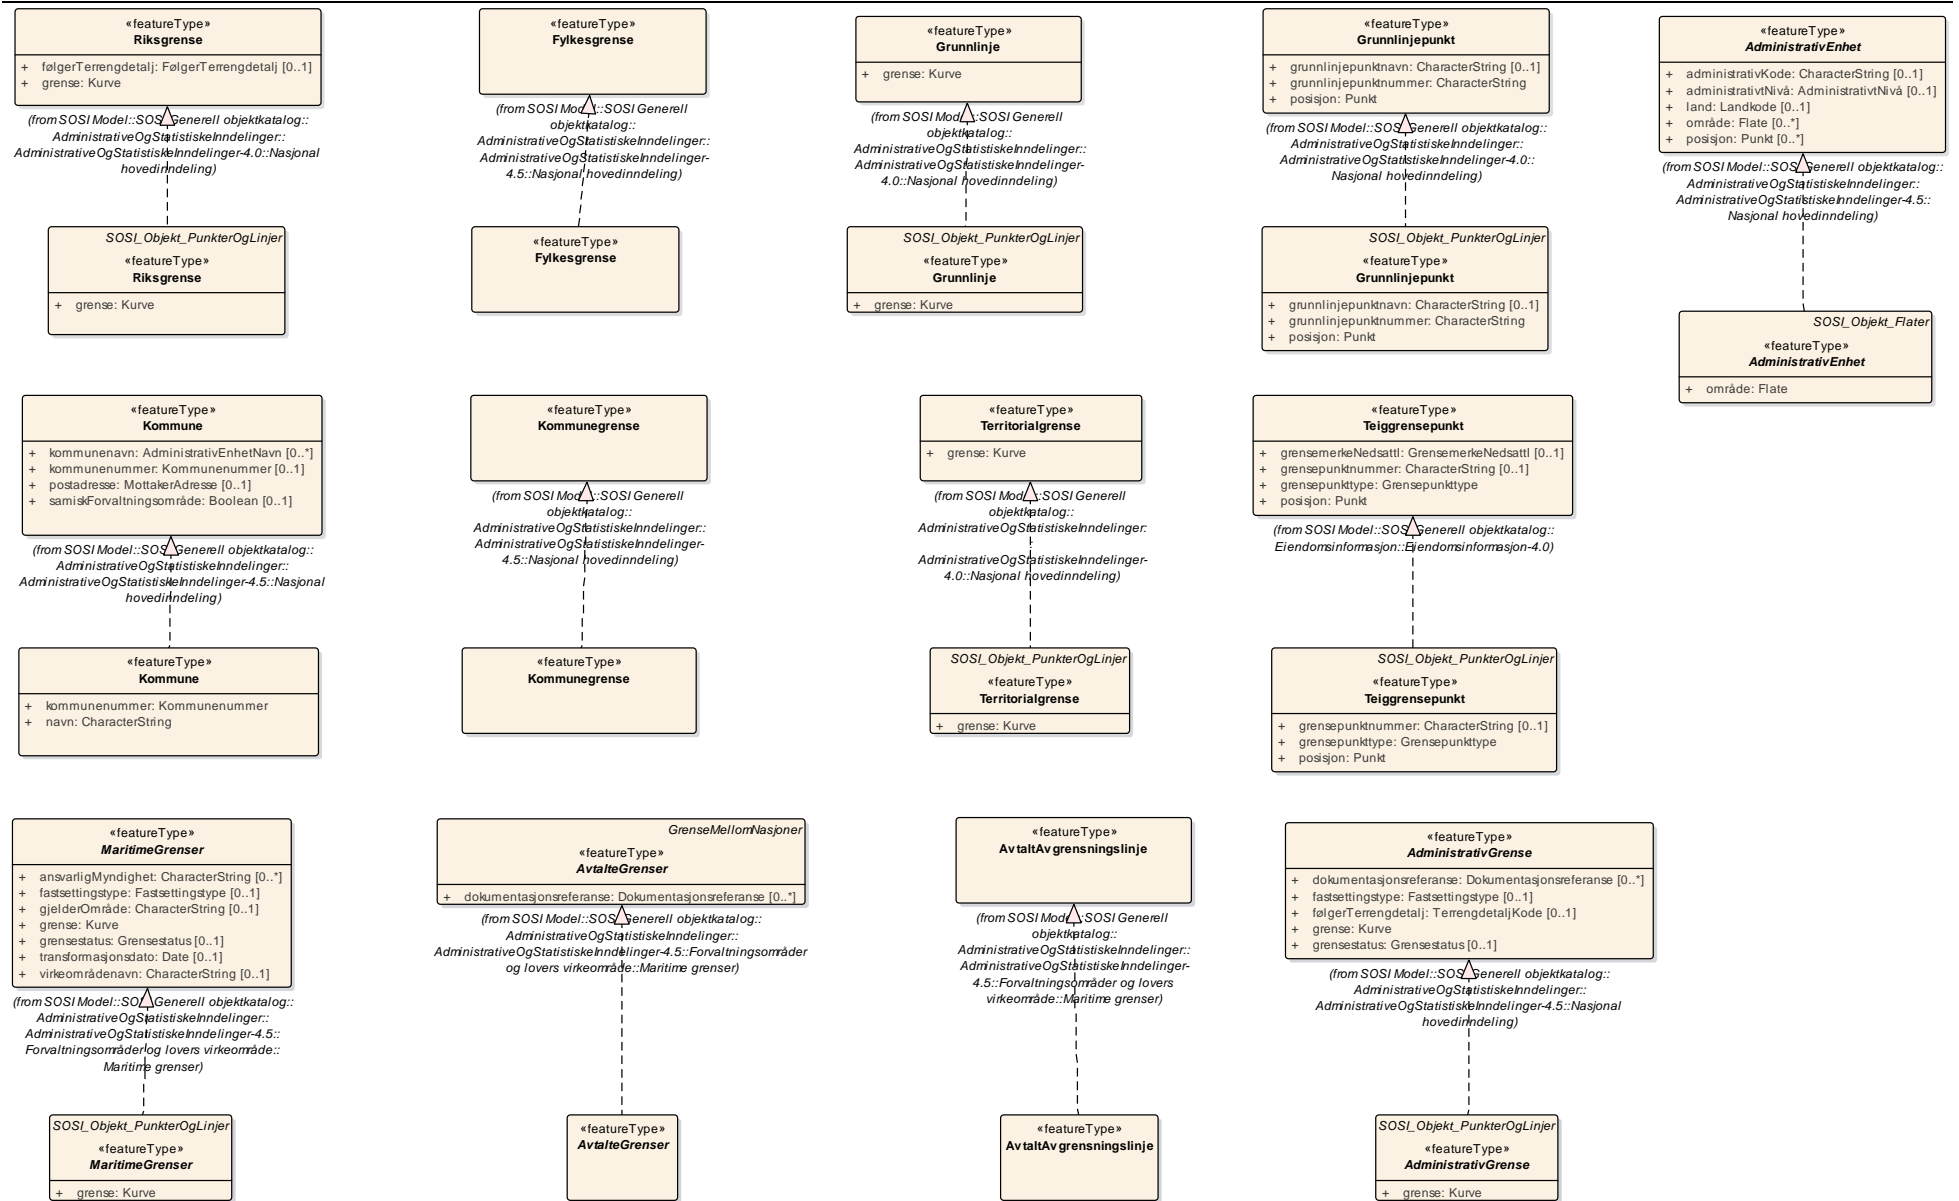 «featureType»
Riksgrense
+ følgerTerrengdetalj: FølgerTerrengdetalj [0..1]
+ grense: Kurve
(from SOSI Model::SOSI Generell objektkatalog::
AdministrativeOgStatistiskeInndelinger::
AdministrativeOgStatistiskeInndelinger-4.0::Nasjonal
hovedinndeling)
SOSI_Objekt_PunkterOgLinjer
«featureType»
Riksgrense
+ grense: Kurve
«featureType»
Fylkesgrense
(from SOSI Model::SOSI Generell
objektkatalog::
AdministrativeOgStatistiskeInndelinger::
AdministrativeOgStatistiskeInndelinger-
4.5::Nasjonal hovedinndeling)
«featureType»
Fylkesgrense
«featureType»
Grunnlinje
+ grense: Kurve
(from SOSI Model::SOSI Generell
objektkatalog::
AdministrativeOgStatistiskeInndelinger::
AdministrativeOgStatistiskeInndelinger-
4.0::Nasjonal hovedinndeling)
SOSI_Objekt_PunkterOgLinjer
«featureType»
Grunnlinje
+ grense: Kurve
«featureType»
Grunnlinjepunkt
+ grunnlinjepunktnavn: CharacterString [0..1]
+ grunnlinjepunktnummer: CharacterString
+ posisjon: Punkt
(from SOSI Model::SOSI Generell objektkatalog::
AdministrativeOgStatistiskeInndelinger::
AdministrativeOgStatistiskeInndelinger-4.0::
Nasjonal hovedinndeling)
SOSI_Objekt_PunkterOgLinjer
«featureType»
Grunnlinjepunkt
+ grunnlinjepunktnavn: CharacterString [0..1]
+ grunnlinjepunktnummer: CharacterString
+ posisjon: Punkt
«featureType»
AdministrativEnhet
+ administrativKode: CharacterString [0..1]
+ administrativtNivå: AdministrativtNivå [0..1]
+ land: Landkode [0..1]
+ område: Flate [0..*]
+ posisjon: Punkt [0..*]
(from SOSI Model::SOSI Generell objektkatalog::
AdministrativeOgStatistiskeInndelinger::
AdministrativeOgStatistiskeInndelinger-4.5::
Nasjonal hovedinndeling)
SOSI_Objekt_Flater
«featureType»
AdministrativEnhet
+ område: Flate
«featureType»
Kommune
+ kommunenavn: AdministrativEnhetNavn [0..*]
+ kommunenummer: Kommunenummer [0..1]
+ postadresse: MottakerAdresse [0..1]
+ samiskForvaltningsområde: Boolean [0..1]
(from SOSI Model::SOSI Generell objektkatalog::
AdministrativeOgStatistiskeInndelinger::
AdministrativeOgStatistiskeInndelinger-4.5::Nasjonal
hovedinndeling)
«featureType»
Kommune
+ kommunenummer: Kommunenummer
+ navn: CharacterString
«featureType»
Kommunegrense
(from SOSI Model::SOSI Generell
objektkatalog::
AdministrativeOgStatistiskeInndelinger::
AdministrativeOgStatistiskeInndelinger-
4.5::Nasjonal hovedinndeling)
«featureType»
Kommunegrense
«featureType»
Territorialgrense
+ grense: Kurve
(from SOSI Model::SOSI Generell
objektkatalog::
AdministrativeOgStatistiskeInndelinger:
:
AdministrativeOgStatistiskeInndelinger-
4.0::Nasjonal hovedinndeling)
SOSI_Objekt_PunkterOgLinjer
«featureType»
Territorialgrense
+ grense: Kurve
«featureType»
Teiggrensepunkt
+ grensemerkeNedsattI: GrensemerkeNedsattI [0..1]
+ grensepunktnummer: CharacterString [0..1]
+ grensepunkttype: Grensepunkttype
+ posisjon: Punkt
(from SOSI Model::SOSI Generell objektkatalog::
Eiendomsinformasjon::Eiendomsinformasjon-4.0)
SOSI_Objekt_PunkterOgLinjer
«featureType»
Teiggrensepunkt
+ grensepunktnummer: CharacterString [0..1]
+ grensepunkttype: Grensepunkttype
+ posisjon: Punkt
«featureType»
MaritimeGrenser
+ ansvarligMyndighet: CharacterString [0..*]
+ fastsettingstype: Fastsettingstype [0..1]
+ gjelderOmråde: CharacterString [0..1]
+ grense: Kurve
+ grensestatus: Grensestatus [0..1]
+ transformasjonsdato: Date [0..1]
+ virkeområdenavn: CharacterString [0..1]
(from SOSI Model::SOSI Generell objektkatalog::
AdministrativeOgStatistiskeInndelinger::
AdministrativeOgStatistiskeInndelinger-4.5::
Forvaltningsområder og lovers virkeområde::
Maritime grenser)
SOSI_Objekt_PunkterOgLinjer
«featureType»
MaritimeGrenser
+ grense: Kurve
GrenseMellomNasjoner
«featureType»
AvtalteGrenser
+ dokumentasjonsreferanse: Dokumentasjonsreferanse [0..*]
(from SOSI Model::SOSI Generell objektkatalog::
AdministrativeOgStatistiskeInndelinger::
AdministrativeOgStatistiskeInndelinger-4.5::Forvaltningsområder
og lovers virkeområde::Maritime grenser)
«featureType»
AvtalteGrenser
«featureType»
AvtaltAvgrensningslinje
(from SOSI Model::SOSI Generell
objektkatalog::
AdministrativeOgStatistiskeInndelinger::
AdministrativeOgStatistiskeInndelinger-
4.5::Forvaltningsområder og lovers
virkeområde::Maritime grenser)
«featureType»
AvtaltAvgrensningslinje
«featureType»
AdministrativGrense
+ dokumentasjonsreferanse: Dokumentasjonsreferanse [0..*]
+ fastsettingstype: Fastsettingstype [0..1]
+ følgerTerrengdetalj: TerrengdetaljKode [0..1]
+ grense: Kurve
+ grensestatus: Grensestatus [0..1]
(from SOSI Model::SOSI Generell objektkatalog::
AdministrativeOgStatistiskeInndelinger::
AdministrativeOgStatistiskeInndelinger-4.5::Nasjonal
hovedinndeling)
SOSI_Objekt_PunkterOgLinjer
«featureType»
AdministrativGrense
+ grense: Kurve